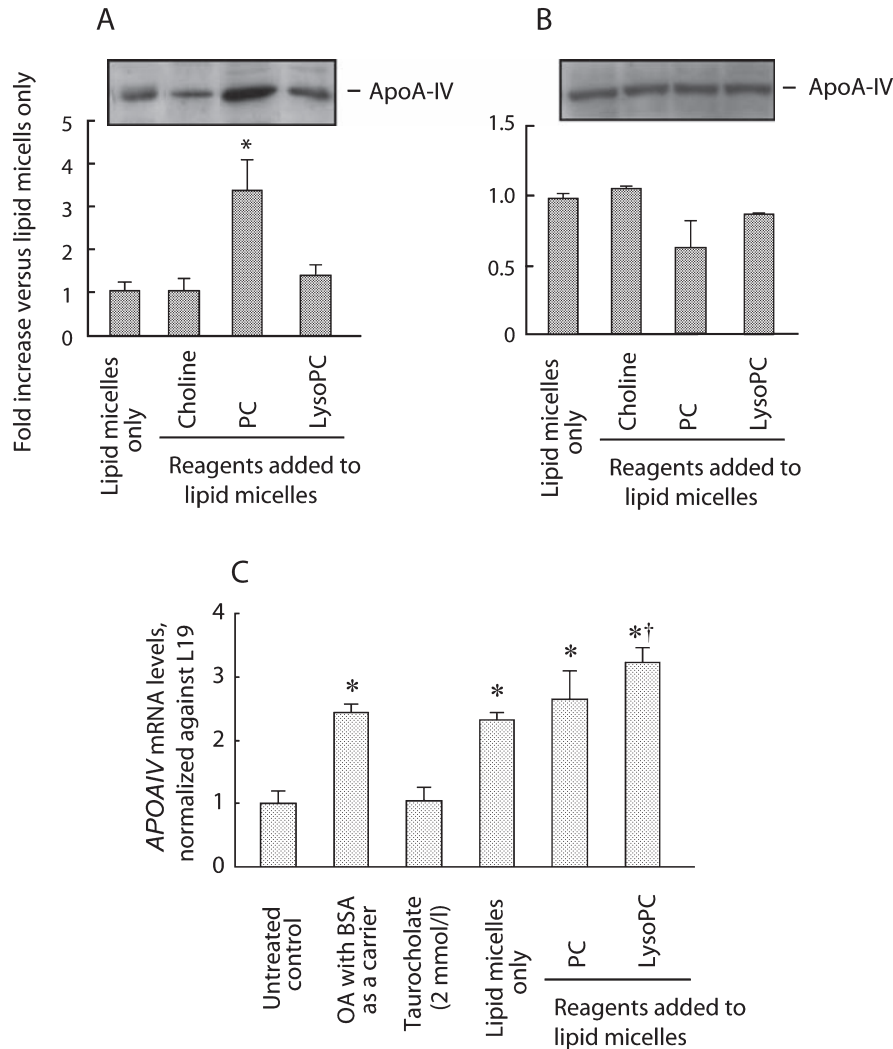 A
– ApoA-IV
Fold increase versus lipid micells only
5
4
3
2
1
0
*
Lipid micelles
only
Choline
PC
LysoPC
Reagents added to
lipid micelles
B
– ApoA-IV
1.5
1.0
0.5
0
Lipid micelles
only
Choline
PC
LysoPC
Reagents added to
lipid micelles
C
APOAIV mRNA levels,
normalized against L19
4
3
2
1
0
*
*
*
*†
Untreated
control
OA with BSA
as a carrier
Taurocholate
(2 mmol/l)
Lipid micelles
only
PC
LysoPC
Reagents added to
lipid micelles